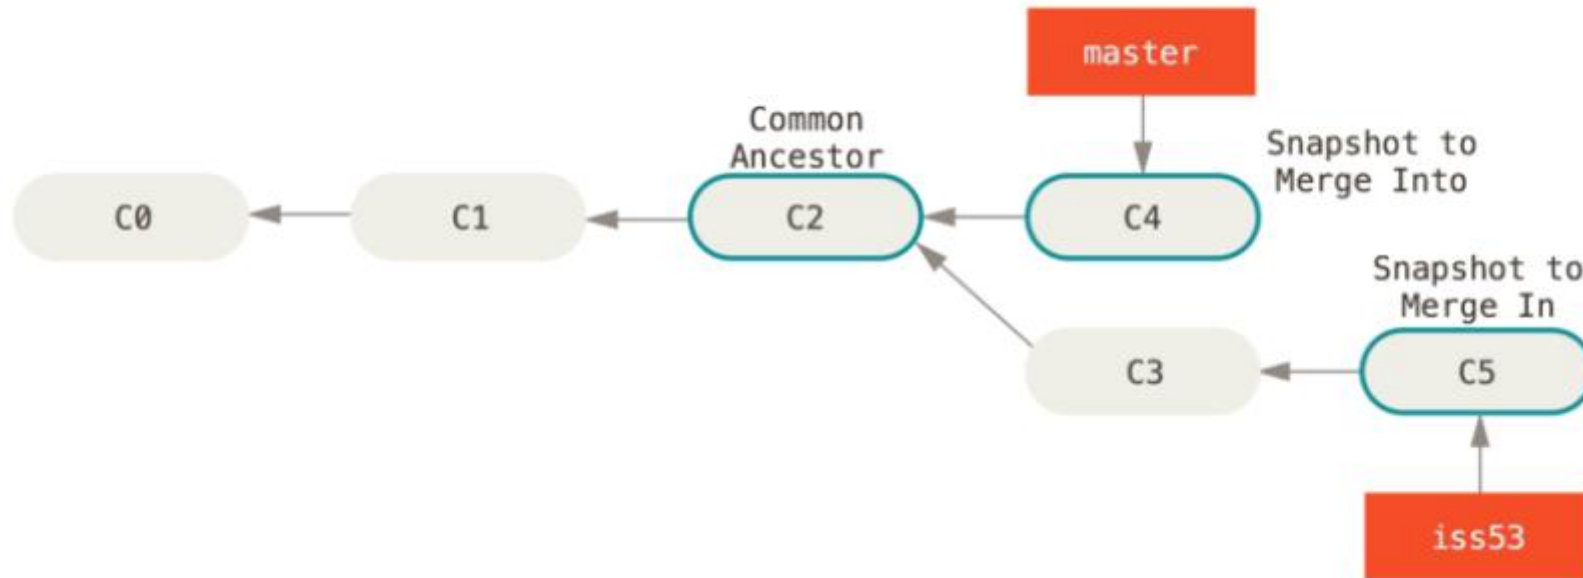 master
Common
Ancestor
Snapshot to
Merge Into
C0
C1
C2
C4
Snapshot to
Merge In
C3
C5
iss53